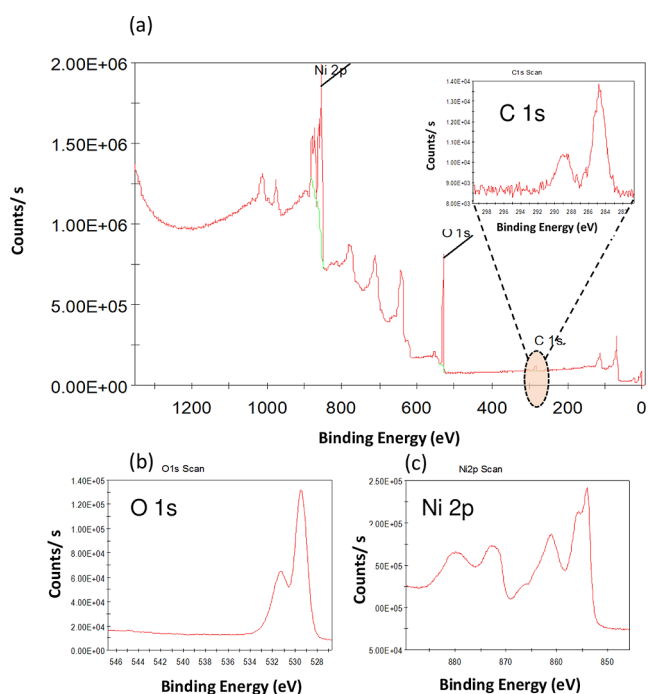 (a)
2.00E+06
1.50E+06
1.00E+06
5.00E+05
0.00E+00
Counts/ s
1200
1000
800
600
400
200
0
Binding Energy (eV)
Ni 2p
O 1s
C 1s
C1s Scan
C 1s
1.40E+04
1.30E+04
1.20E+04
1.10E+04
1.00E+04
9.00E+03
8.00E+03
Counts/ s
298 296 294 292 290 288 286 284 282
Binding Energy (eV)
(b)
O1s Scan
O 1s
1.40E+05
1.20E+05
1.00E+05
8.00E+04
6.00E+04
4.00E+04
2.00E+04
0.00E+00
Counts/ s
546 544 542 540 538 536 534 532 530 528
Binding Energy (eV)
(c)
Ni2p Scan
Ni 2p
2.50E+05
7.00E+05
00E+05
5.00E+04
Counts/ s
880 870 860 850
Binding Energy (eV)